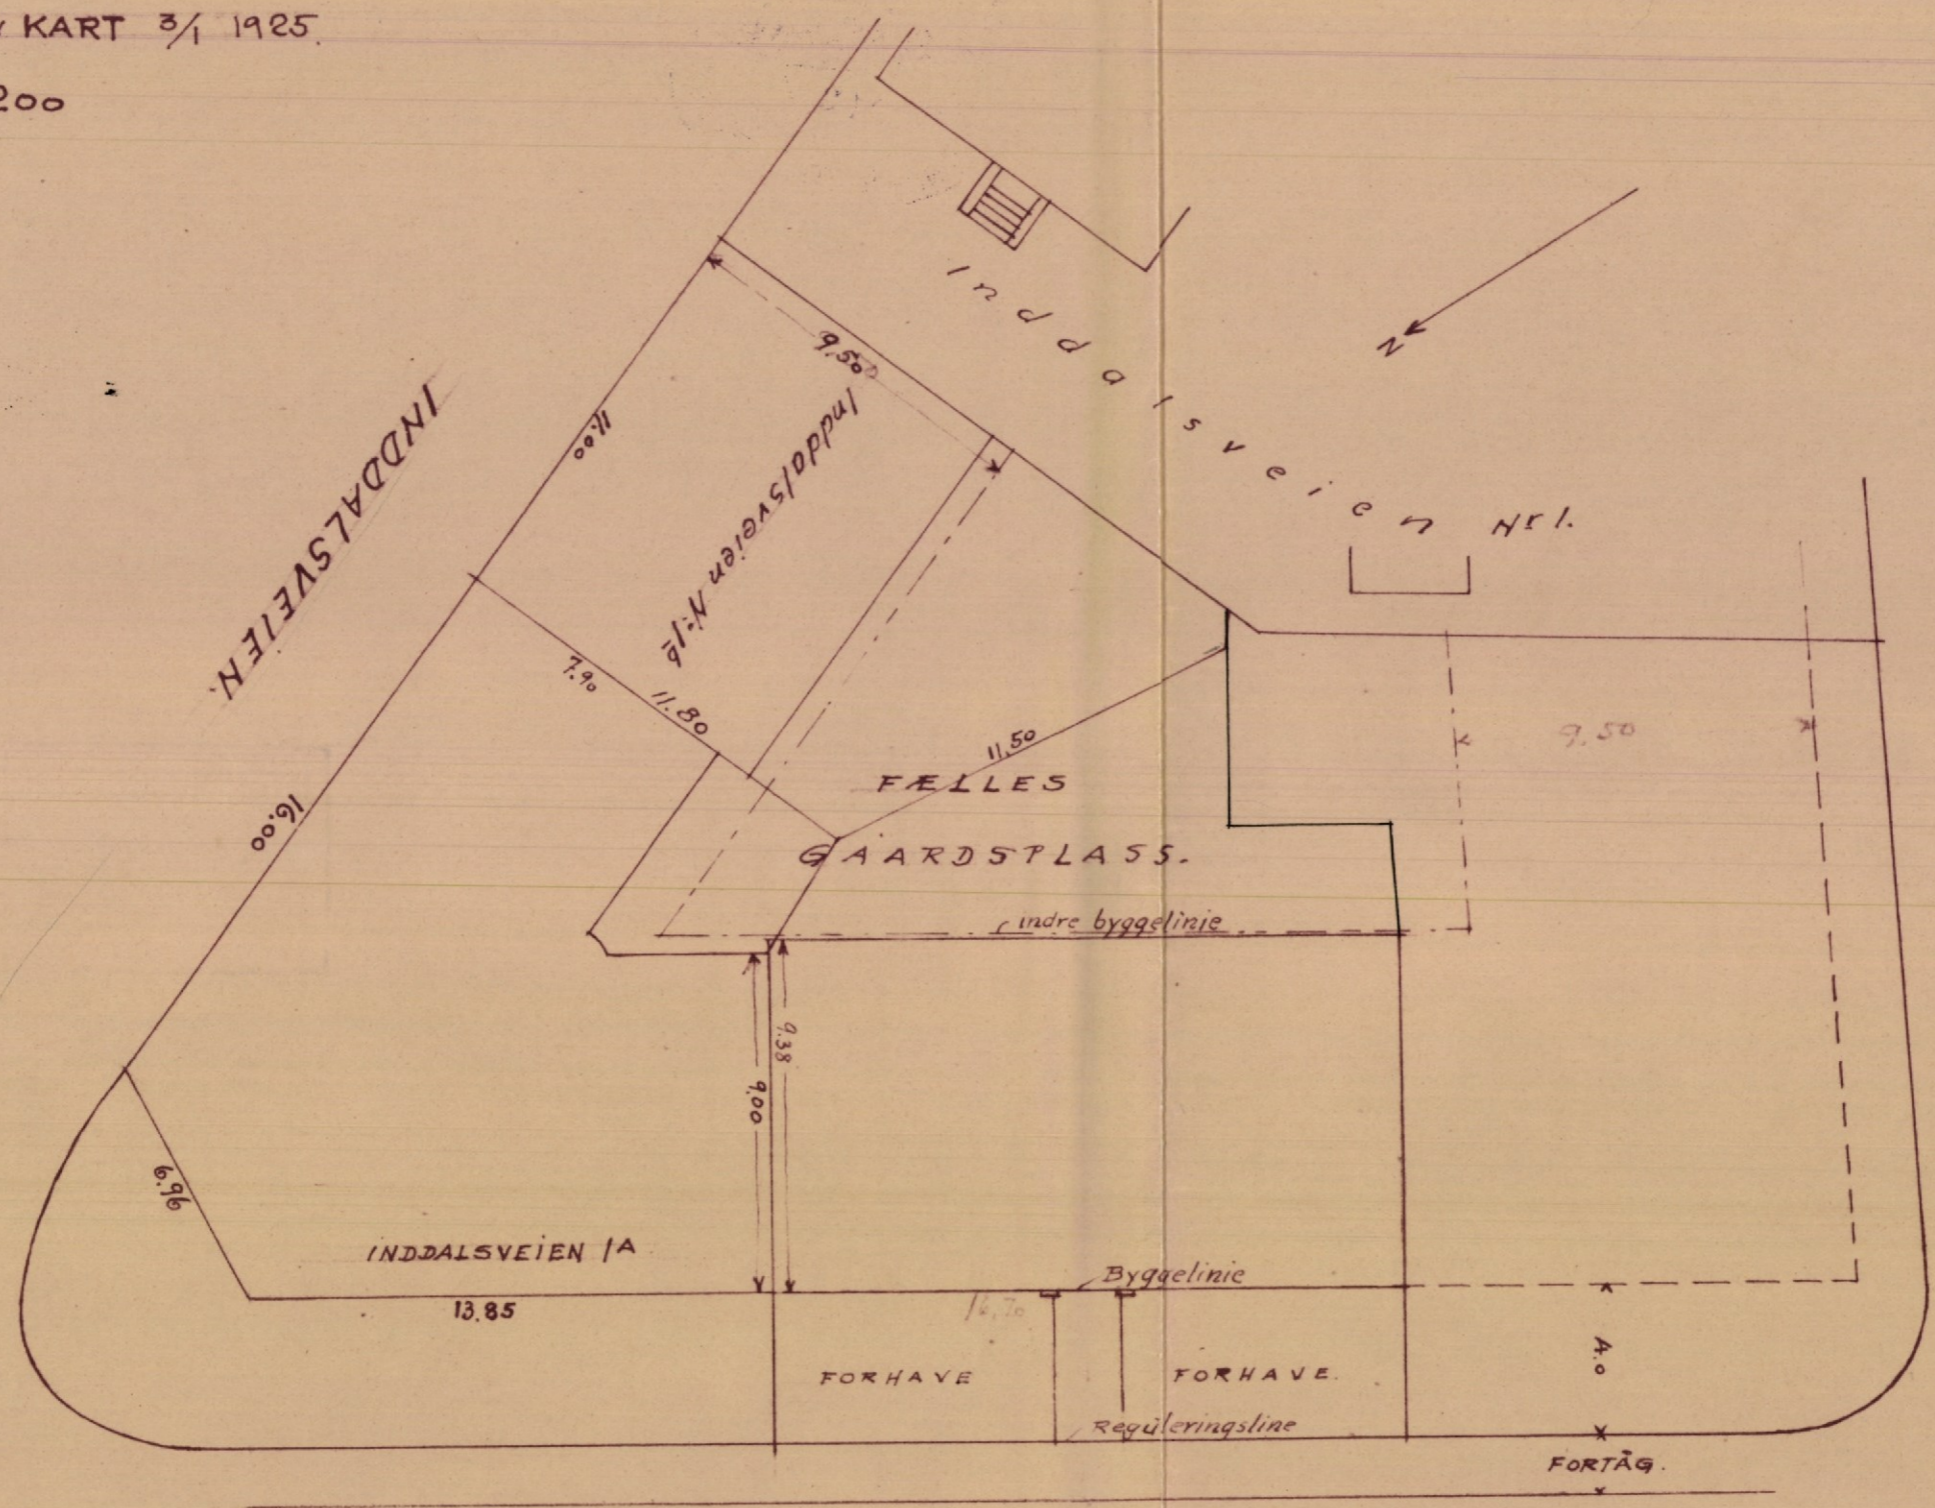 KART 3/1 1925.
200
Inddalsveien Nr 1.
N
9.50
11.00
INDDALSVEIEN.
Inddalsveien N: 1b
7.90
11.80
11.50
9.50
FÆLLES
GAARDSPLASS.
16.00
indre byggelinie
9.38
9.00
6.96
INDDALSVEIEN 1A
Byggelinie
13.85
16.70
4.0
FORHAVE
FORHAVE.
Reguleringsline
FORTÅG.